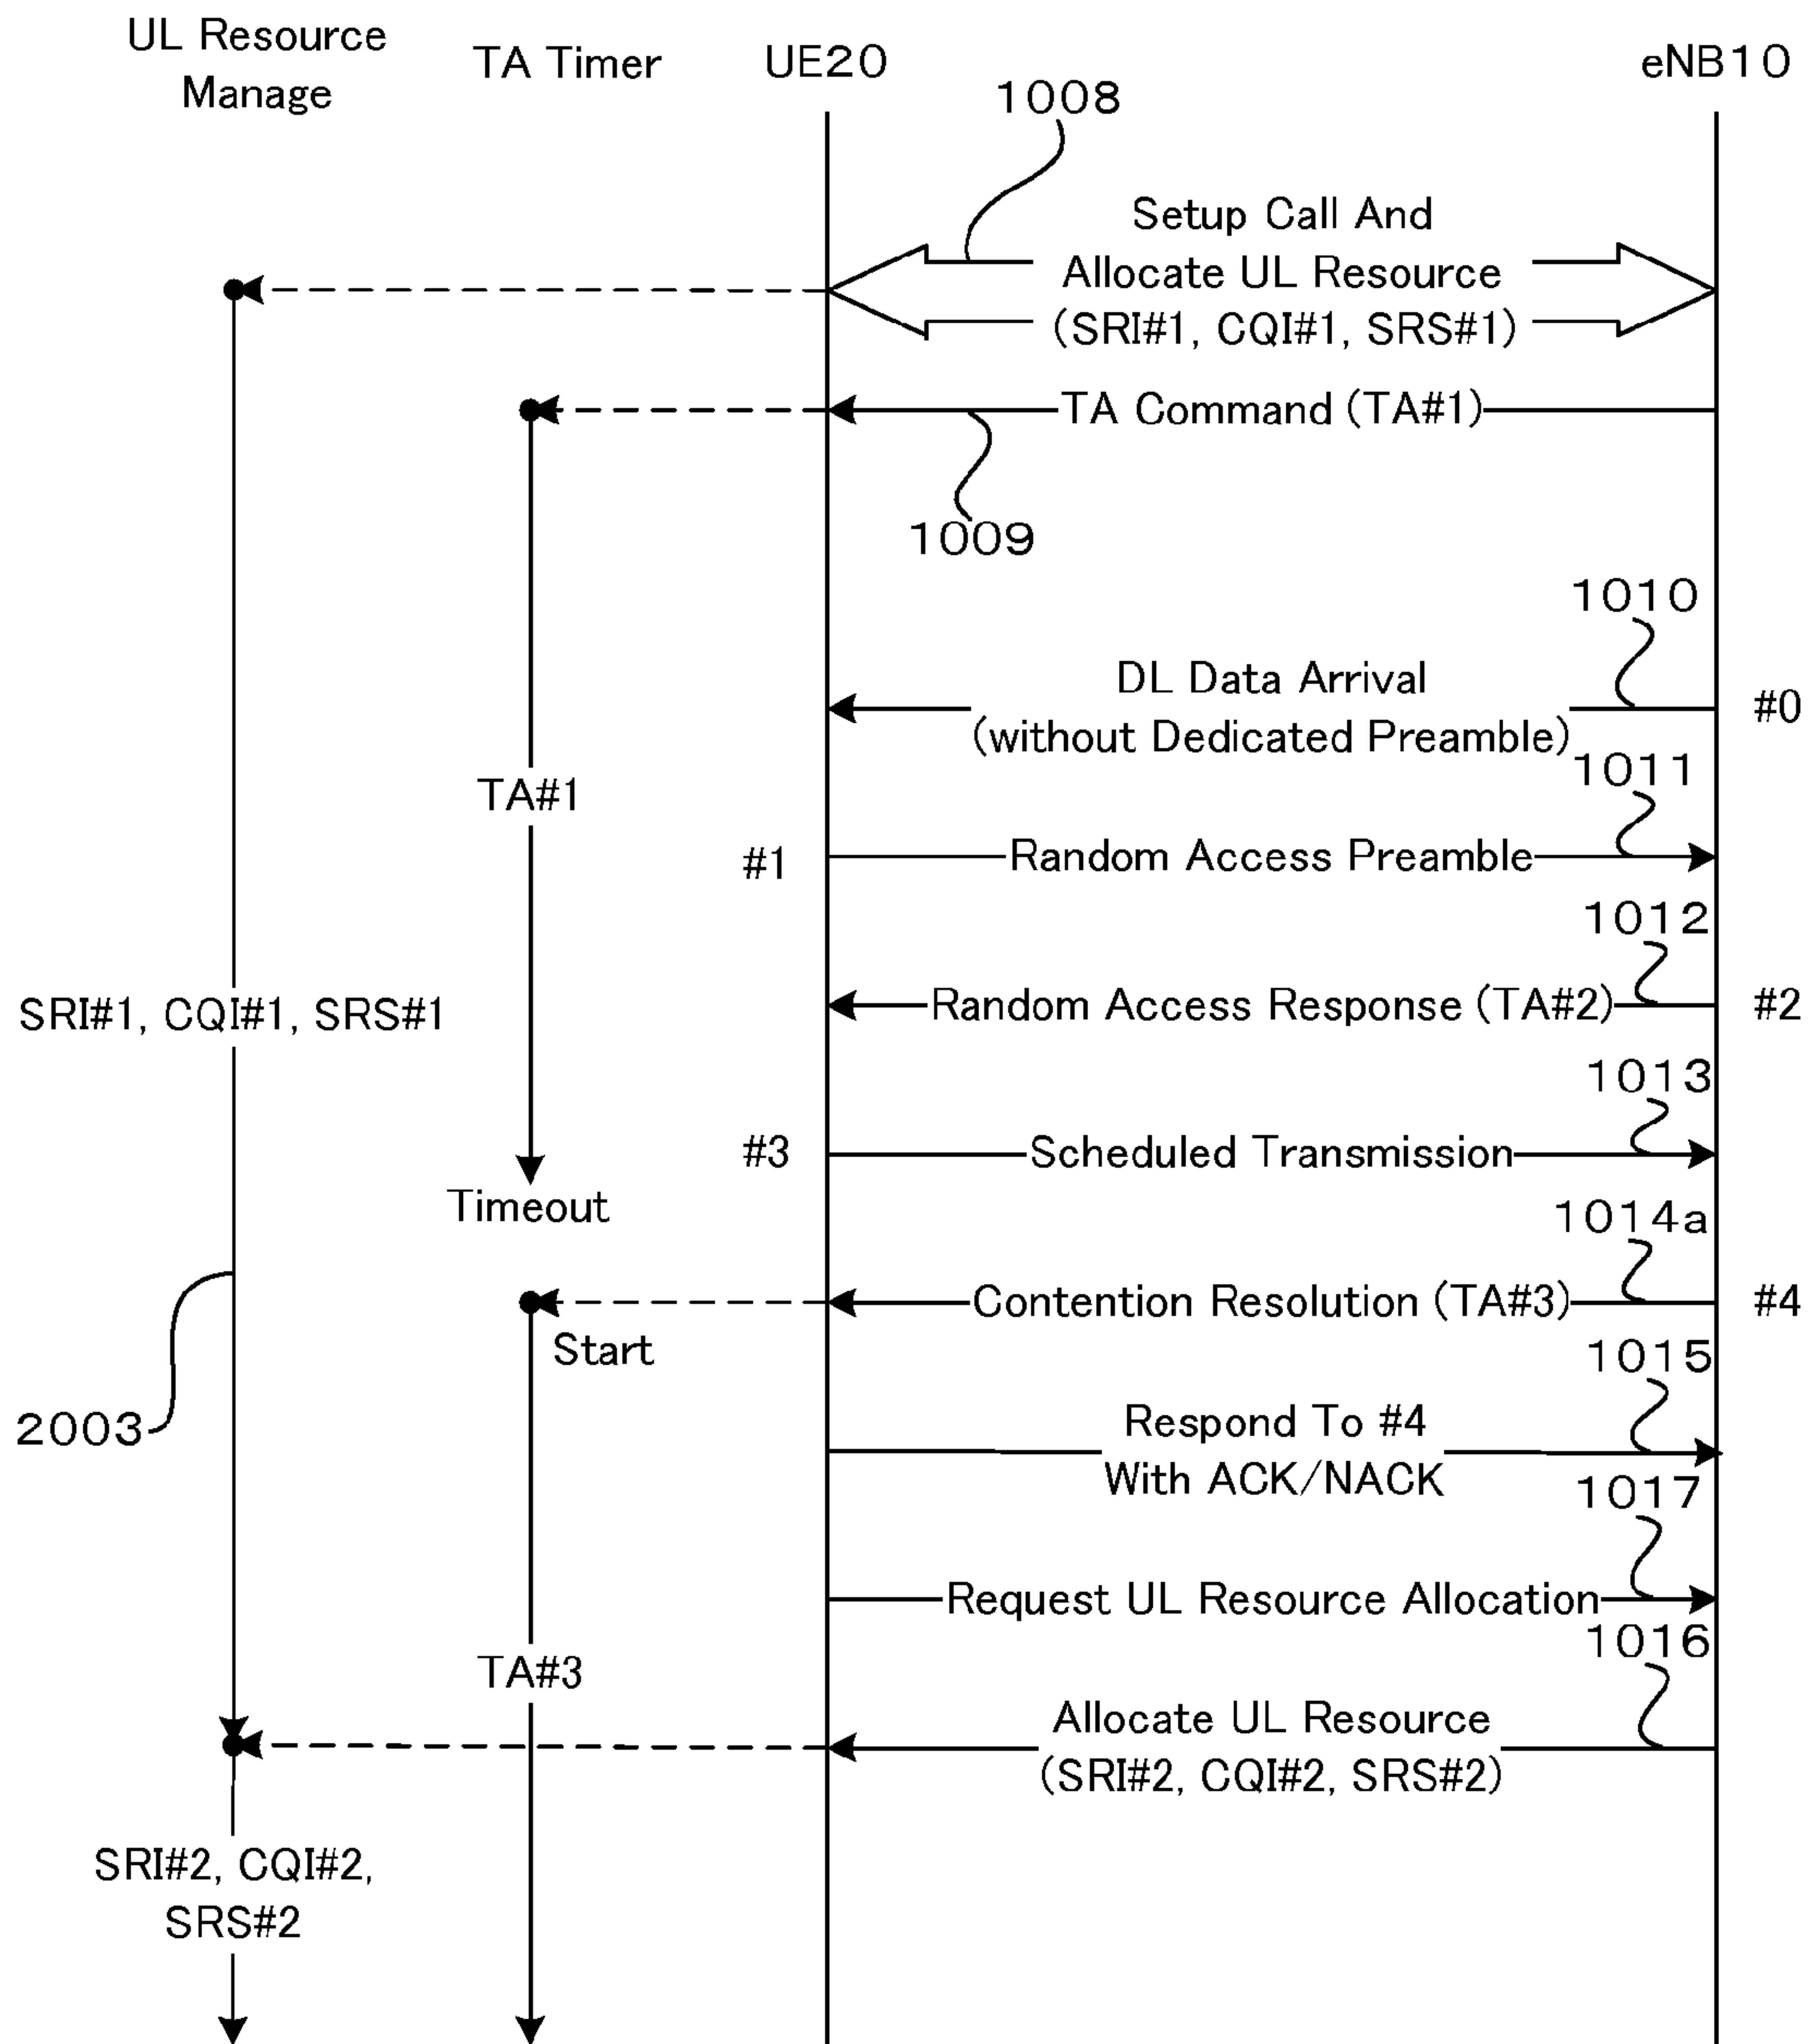 UL Resource
Manage
TA Timer
UE20
eNB10
1008
Setup Call And
Allocate UL Resource
(SRI#1, CQI#1, SRS#1)
TA Command (TA#1)
1009
1010
DL Data Arrival
(without Dedicated Preamble)
#0
1011
TA#1
#1
Random Access Preamble
1012
SRI#1, CQI#1, SRS#1
Random Access Response (TA#2)
#2
1013
#3
Scheduled Transmission
Timeout
1014a
Contention Resolution (TA#3)
#4
Start
1015
2003
Respond To #4
With ACK/NACK
1017
Request UL Resource Allocation
1016
TA#3
Allocate UL Resource
(SRI#2, CQI#2, SRS#2)
SRI#2, CQI#2,
SRS#2